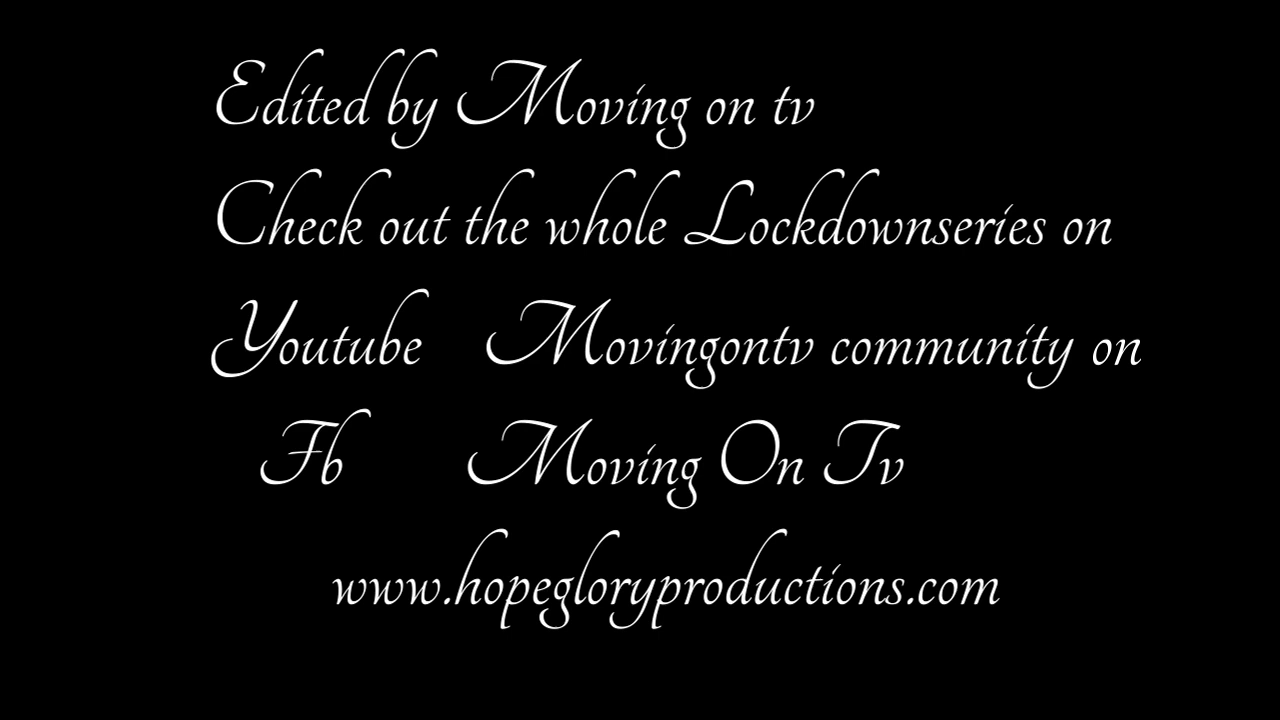 Edited by Moving on tv
Check out the whole Lockdownseries on
Youtube Movingontv community on
Fb Moving On Tv
www.hopegloryproductions.com